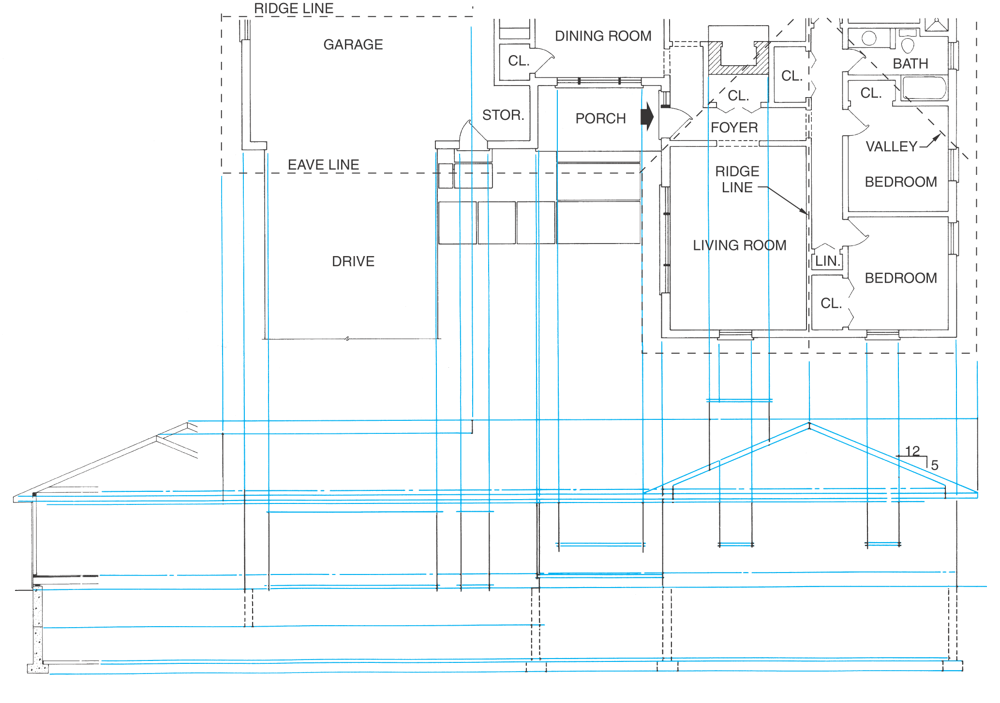 RIDGE LINE
GARAGE
DINING ROOM
CL.
BATH
CL.
CL.
CL.
STOR.
PORCH
FOYER
VALLEY
EAVE LINE
RIDGE
LINE
BEDROOM
LIVING ROOM
DRIVE
LIN.
BEDROOM
CL.
12
5